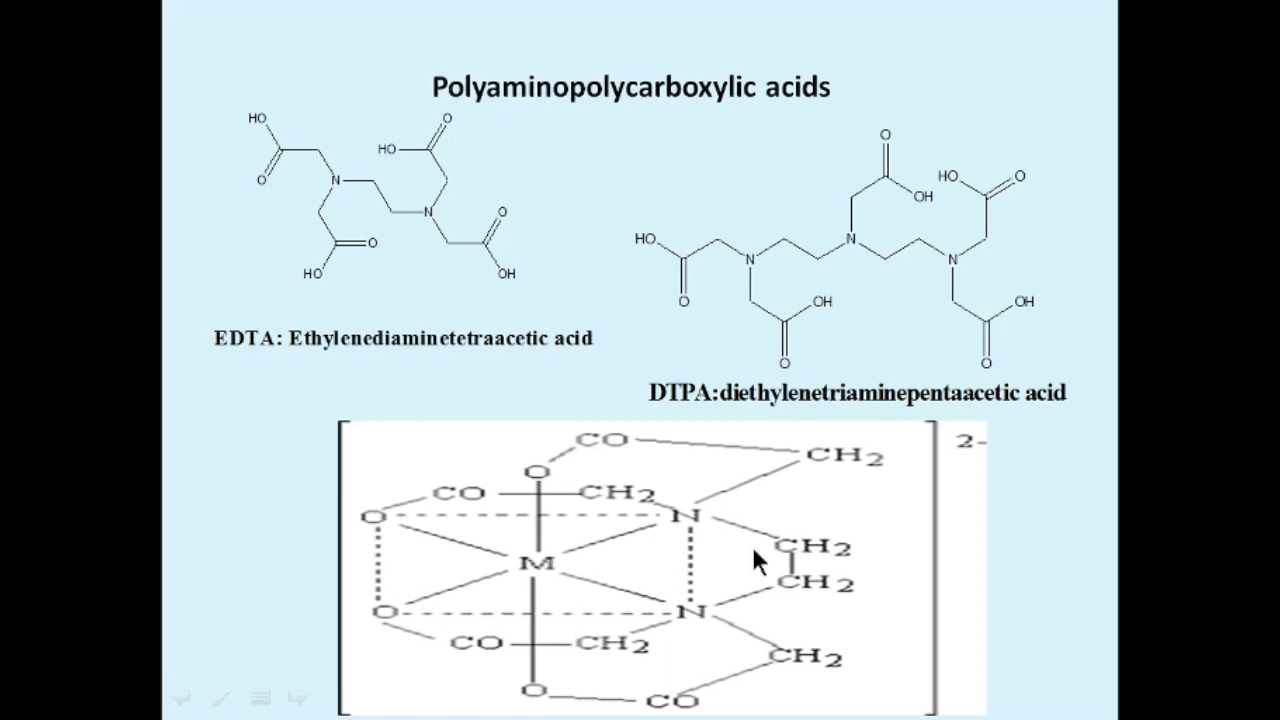 Polyaminopolycarboxylic acids
HO O HO O
O N
N O
O
HO OH
EDTA: Ethylenediaminetetraacetic acid
O
HO O
OH
HO N
N N
O OH OH
O O
DTPA:diethylenetriaminepentaacetic acid
CO 2-
CH2
O
CO CH2
O N
CH2
M
CH2
O N
CO CH2
CH2
O CO